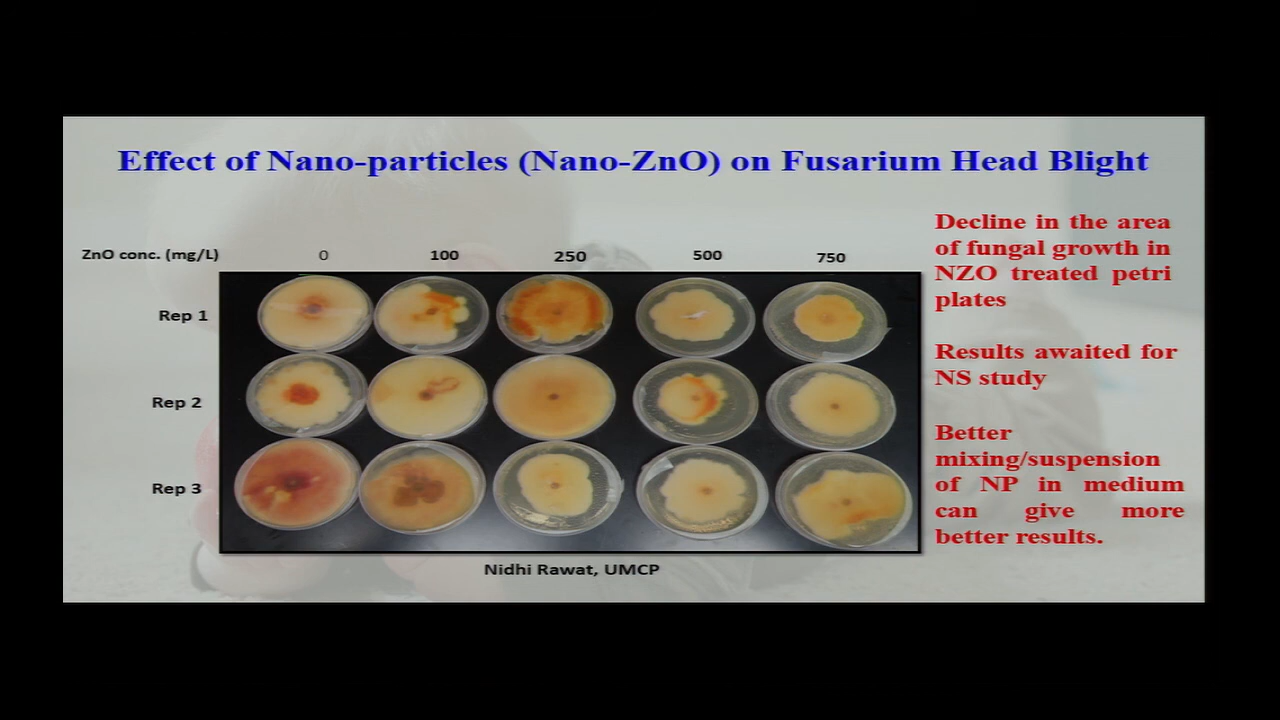 Effect of Nano-particles (Nano-ZnO) on Fusarium Head Blight
ZnO conc. (mg/L) 0 100 250 500 750
Rep 1
Rep 2
Rep 3
Nidhi Rawat, UMCP
Decline in the area
of fungal growth in
NZO treated petri
plates
Results awaited for
NS study
Better
mixing/suspension
of NP in medium
can give more
better results.